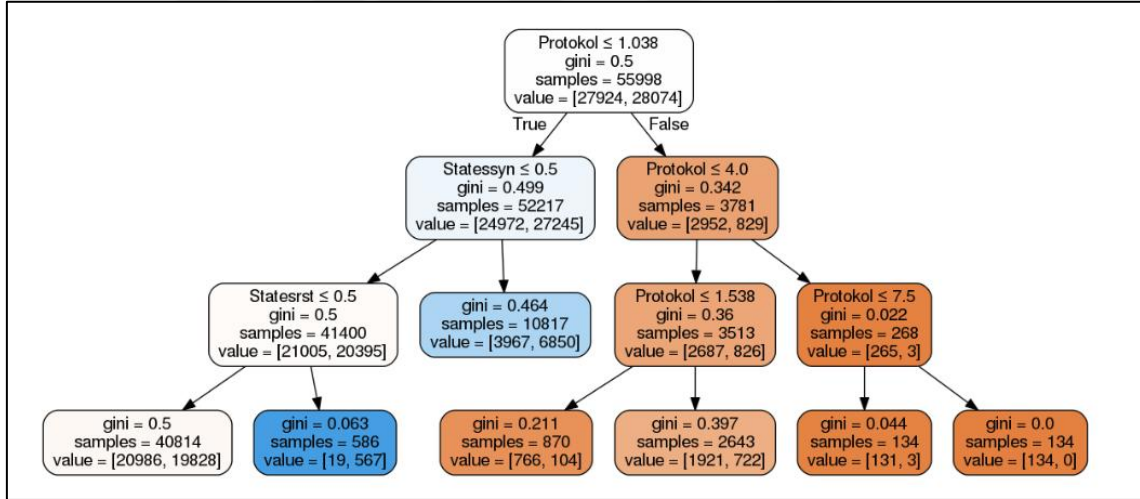 Protokol ≤ 1.038
gini = 0.5
samples = 55998
value = [27924, 28074]
True
False
Statessyn ≤ 0.5
gini = 0.499
samples = 52217
value = [24972, 27245]
Protokol ≤ 4.0
gini = 0.342
samples = 3781
value = [2952, 829]
Statesrst ≤ 0.5
gini = 0.5
samples = 41400
value = [21005, 20395]
gini = 0.464
samples = 10817
value = [3967, 6850]
Protokol ≤ 1.538
gini = 0.36
samples = 3513
value = [2687, 826]
Protokol ≤ 7.5
gini = 0.022
samples = 268
value = [265, 3]
gini = 0.5
samples = 40814
value = [20986, 19828]
gini = 0.063
samples = 586
value = [19, 567]
gini = 0.211
samples = 870
value = [766, 104]
gini = 0.397
samples = 2643
value = [1921, 722]
gini = 0.044
samples = 134
value = [131, 3]
gini = 0.0
samples = 134
value = [134, 0]